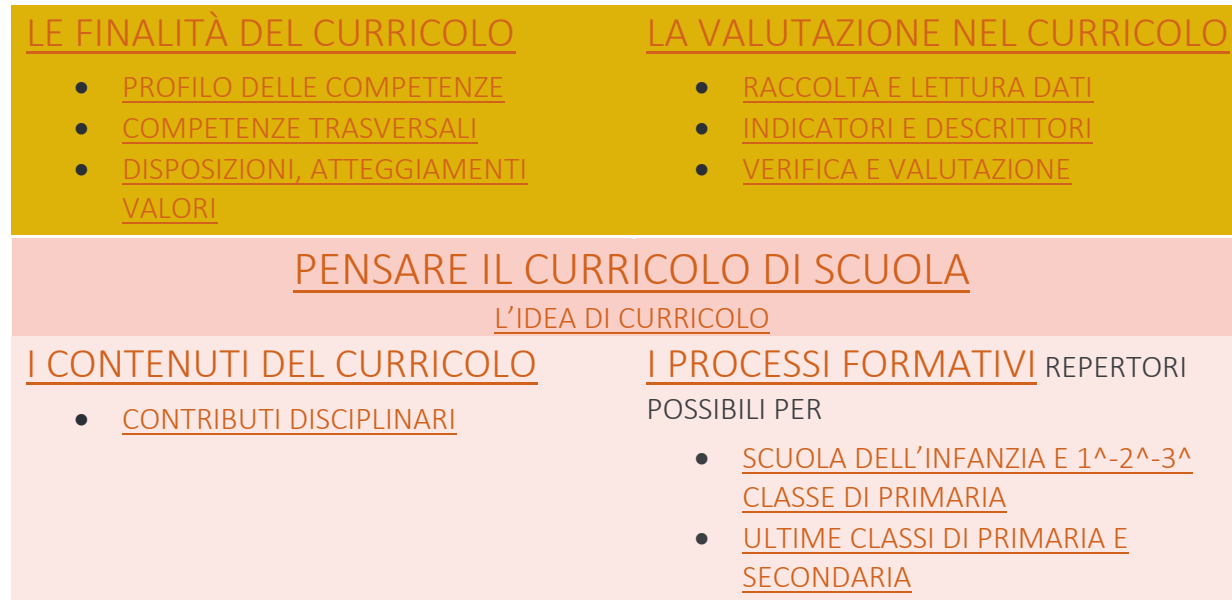 LE FINALITÀ DEL CURRICOLO
• PROFILO DELLE COMPETENZE
• COMPETENZE TRASVERSALI
• DISPOSIZIONI, ATTEGGIAMENTI
VALORI
LA VALUTAZIONE NEL CURRICOLO
• RACCOLTA E LETTURA DATI
• INDICATORI E DESCRITTORI
• VERIFICA E VALUTAZIONE
PENSARE IL CURRICOLO DI SCUOLA
L’IDEA DI CURRICOLO
I CONTENUTI DEL CURRICOLO
• CONTRIBUTI DISCIPLINARI
I PROCESSI FORMATIVI REPERTORI
POSSIBILI PER
• SCUOLA DELL’INFANZIA E 1^-2^-3^
CLASSE DI PRIMARIA
• ULTIME CLASSI DI PRIMARIA E
SECONDARIA